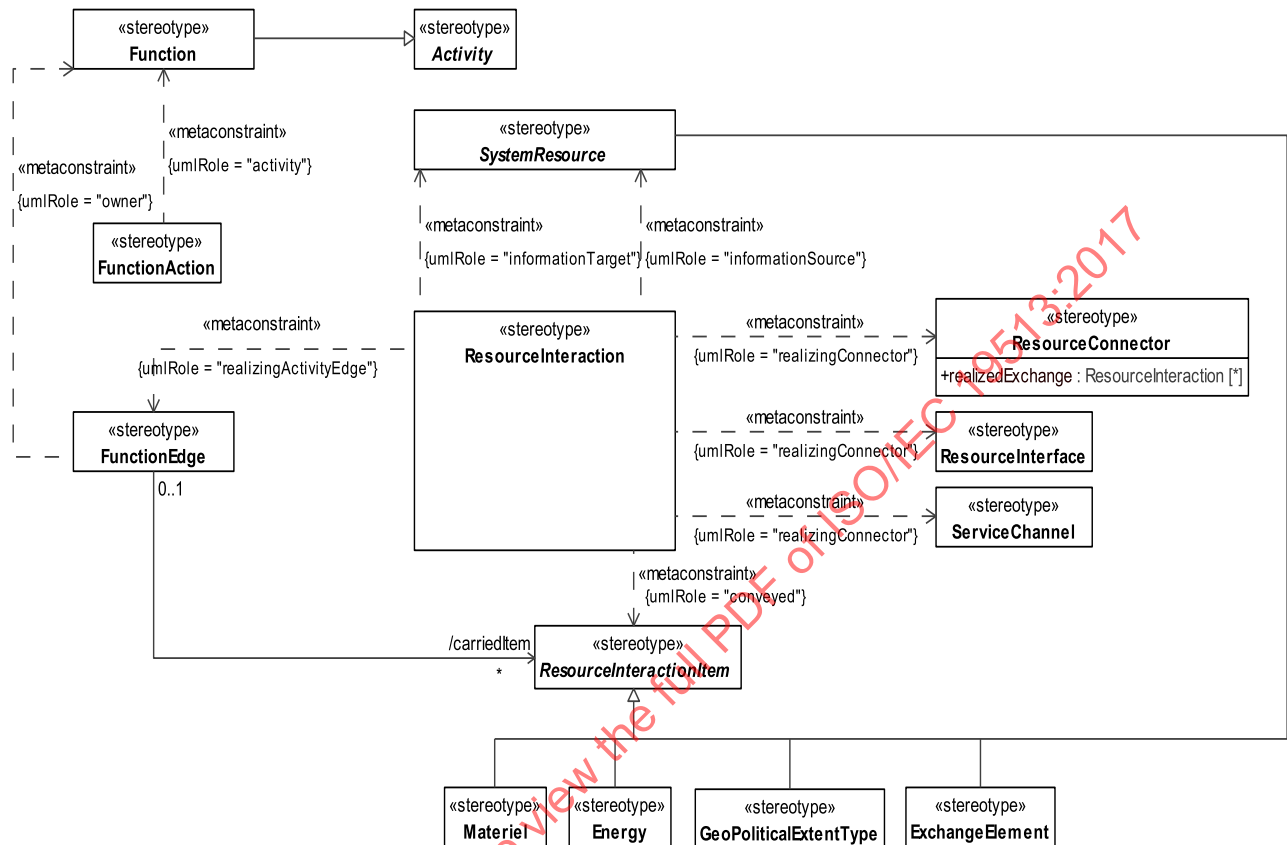 «stereotype»
Function
«stereotype»
Activity
«metaconstraint»
{umlRole = "activity"}
«metaconstraint»
{umlRole = "owner"}
«stereotype»
FunctionAction
«stereotype»
SystemResource
«metaconstraint»
{umlRole = "informationTarget"}
«metaconstraint»
{umlRole = "informationSource"}
«metaconstraint»
{umlRole = "realizingActivityEdge"}
«stereotype»
ResourceInteraction
«metaconstraint»
{umlRole = "realizingConnector"}
«stereotype»
ResourceConnector
+realizedExchange : ResourceInteraction [*]
«stereotype»
FunctionEdge
0..1
«metaconstraint»
{umlRole = "realizingConnector"}
«stereotype»
ResourceInterface
«metaconstraint»
{umlRole = "realizingConnector"}
«stereotype»
ServiceChannel
«metaconstraint»
{umlRole = "conveyed"}
/carriedItem
*
«stereotype»
ResourceInteractionItem
«stereotype»
Materiel
«stereotype»
Energy
«stereotype»
GeoPoliticalExtentType
«stereotype»
ExchangeElement
view the full PDF of ISO/IEC 19513:2017